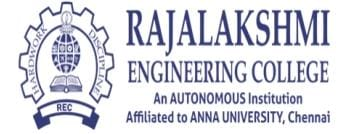 HARDWORK DISCIPLINE
REC
RAJALAKSHMI
ENGINEERING COLLEGE
An AUTONOMOUS Institution
Affiliated to ANNA UNIVERSITY, Chennai